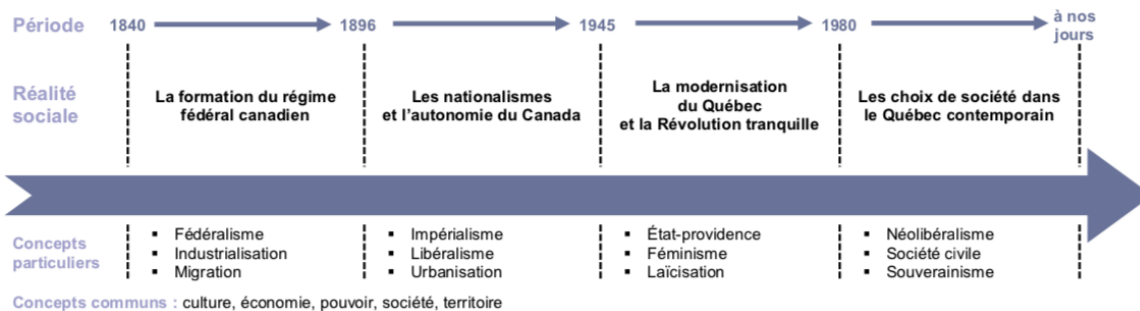 Période 1840 1896 1945 1980 à nos
jours
Réalité
sociale
La formation du régime
fédéral canadien
Les nationalismes
et l'autonomie du Canada
La modernisation
du Québec
et la Révolution tranquille
Les choix de société dans
le Québec contemporain
Concepts
particuliers
▪ Fédéralisme
▪ Industrialisation
▪ Migration
▪ Impérialisme
▪ Libéralisme
▪ Urbanisation
▪ État-providence
▪ Féminisme
▪ Laïcisation
▪ Néolibéralisme
▪ Société civile
▪ Souverainisme
Concepts communs : culture, économie, pouvoir, société, territoire